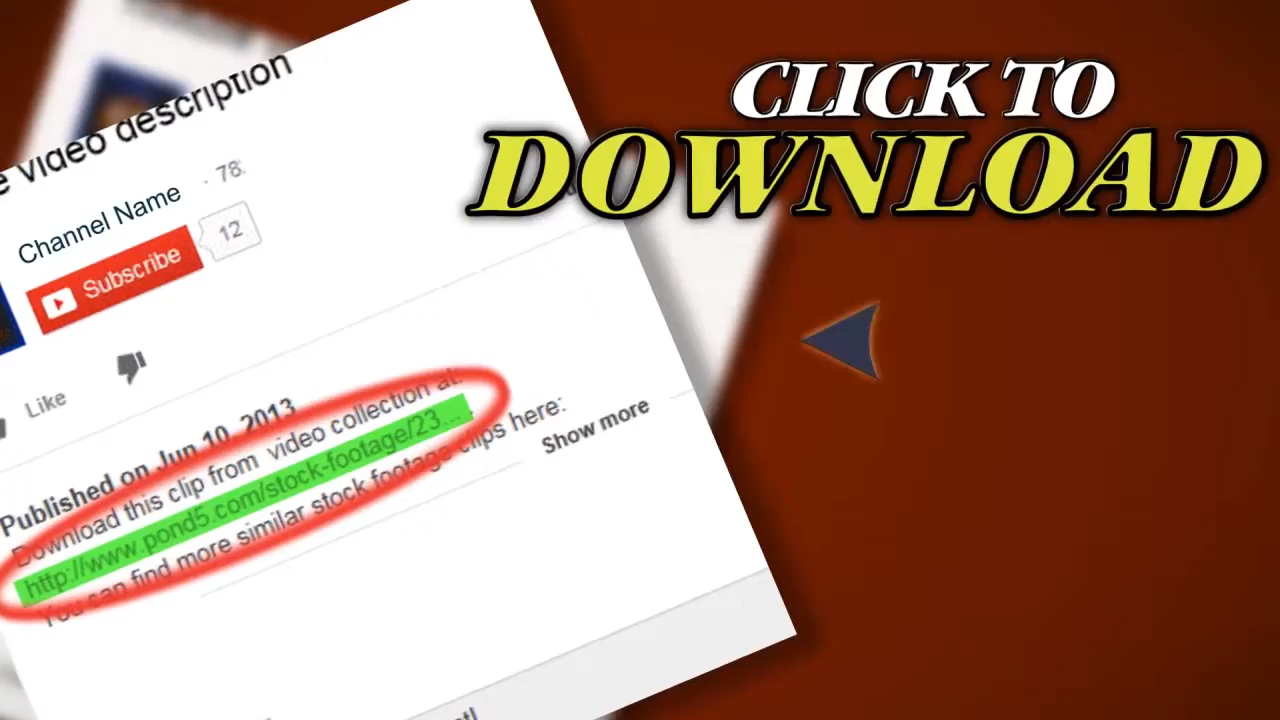 CLICK TO
DOWNLOAD
video description
Channel Name
78
Subscribe
12
Like
Published on Jun 10, 2013
Download this clip from video collection at:
http://www.pond5.com/stock-footage/23...
You can find more similar stock footage clips here:
Show more